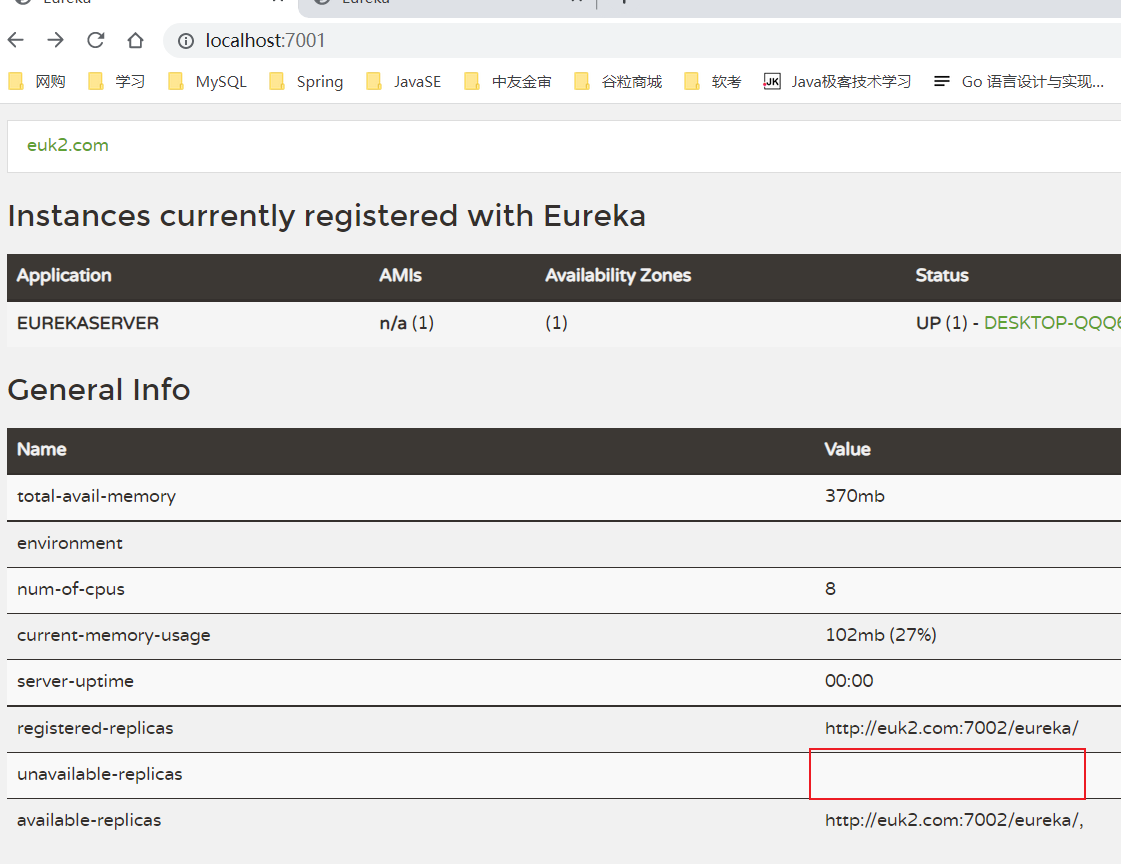 Eureka Eureka
localhost:7001
网购 学习 MySQL Spring JavaSE 中友金审 谷粒商城 软考 JK Java极客技术学习 Go 语言设计与实现...
euk2.com
Instances currently registered with Eureka
Application AMIs Availability Zones Status
EUREKASERVER n/a (1) (1) UP (1) - DESKTOP-QQQ6
General Info
Name Value
total-avail-memory 370mb
environment
num-of-cpus 8
current-memory-usage 102mb (27%)
server-uptime 00:00
registered-replicas http://euk2.com:7002/eureka/
unavailable-replicas
available-replicas http://euk2.com:7002/eureka/,